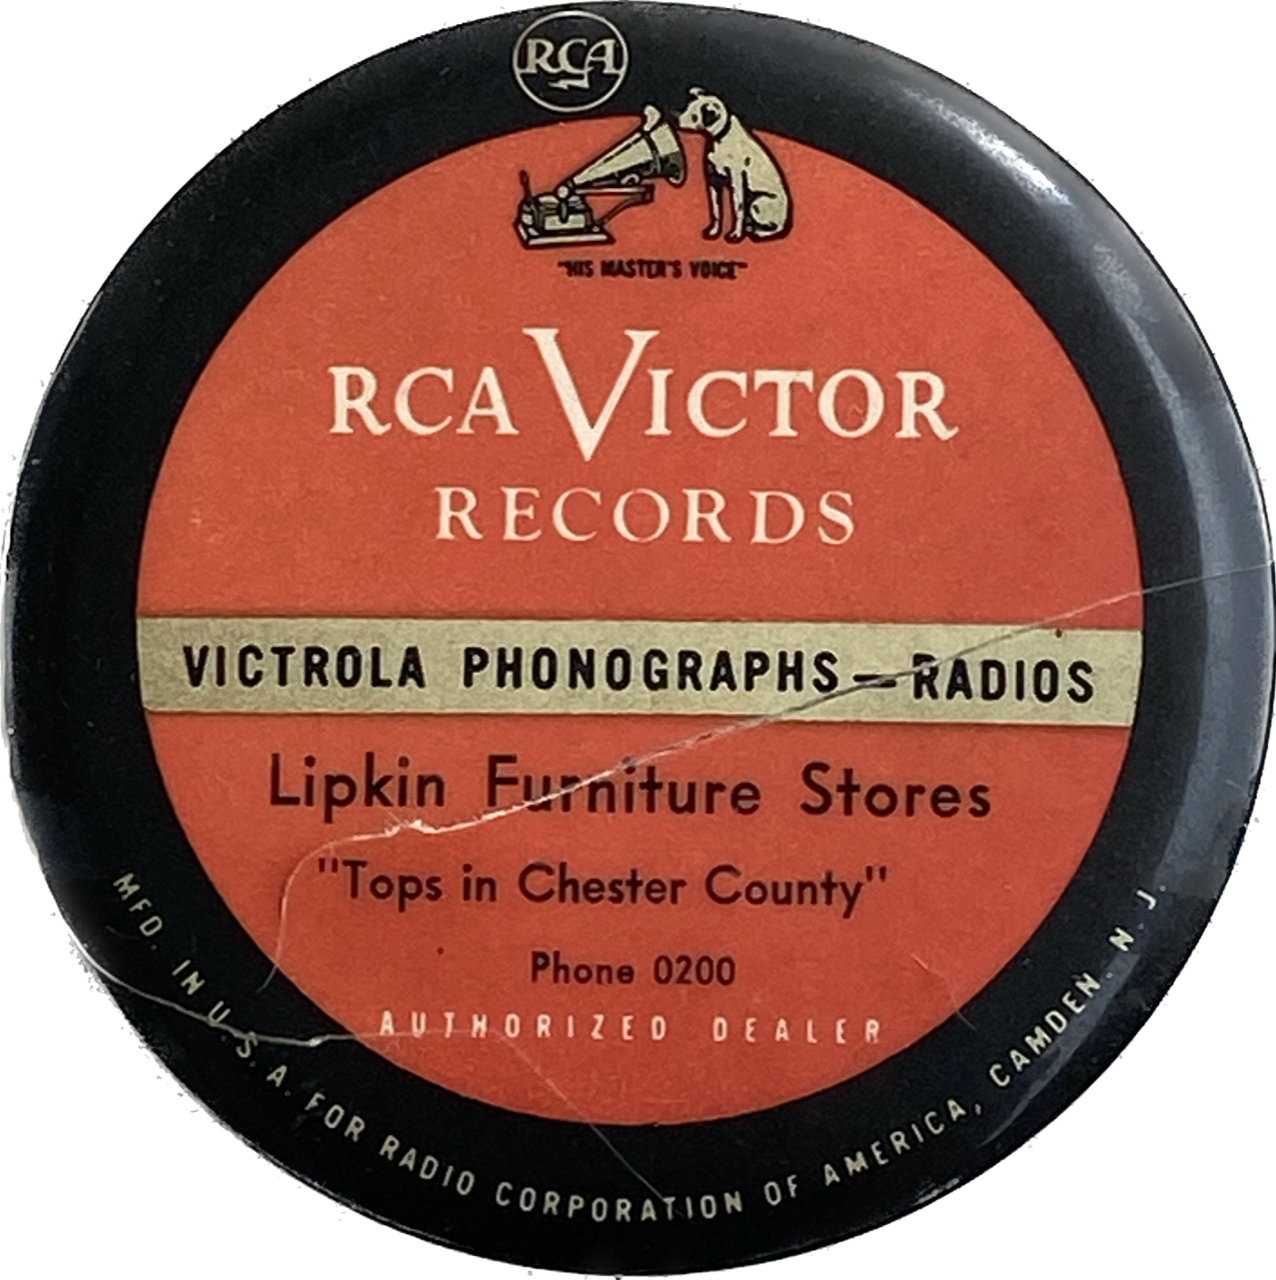 RCA
"HIS MASTER'S VOICE"
RCA VICTOR
RECORDS
VICTROLA PHONOGRAPHS — RADIOS
Lipkin Furniture Stores
"Tops in Chester County"
Phone 0200
AUTHORIZED DEALER
MFD. IN U.S.A. FOR RADIO CORPORATION OF AMERICA, CAMDEN. N. J.